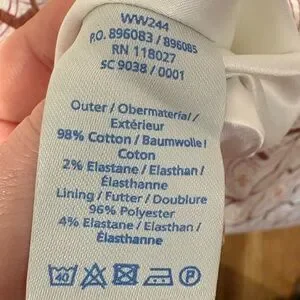 WW244
P.O. 896083 / 896085
RN 118027
SC 9038 / 0001
Outer / Obermaterial /
Extérieur
98% Cotton / Baumwolle /
Coton
2% Elastane / Elasthan /
Élasthanne
Lining / Futter / Doublure
96% Polyester
4% Elastane / Elasthan /
Élasthanne
40
P